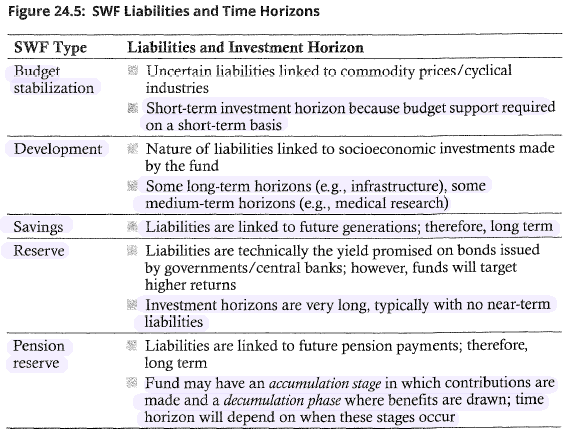 Figure 24.5: SWF Liabilities and Time Horizons
SWF Type Liabilities and Investment Horizon
Budget Uncertain liabilities linked to commodity prices/cyclical
stabilization industries
Short-term investment horizon because budget support required
on a short-term basis
Development Nature of liabilities linked to socioeconomic investments made
by the fund
Some long-term horizons (e.g., infrastructure), some
medium-term horizons (e.g., medical research)
Savings Liabilities are linked to future generations; therefore, long term
Reserve Liabilities are technically the yield promised on bonds issued
by governments/central banks; however, funds will target
higher returns
Investment horizons are very long, typically with no near-term
liabilities
Pension Liabilities are linked to future pension payments; therefore,
reserve long term
Fund may have an accumulation stage in which contributions are
made and a decumulation phase where benefits are drawn; time
horizon will depend on when these stages occur